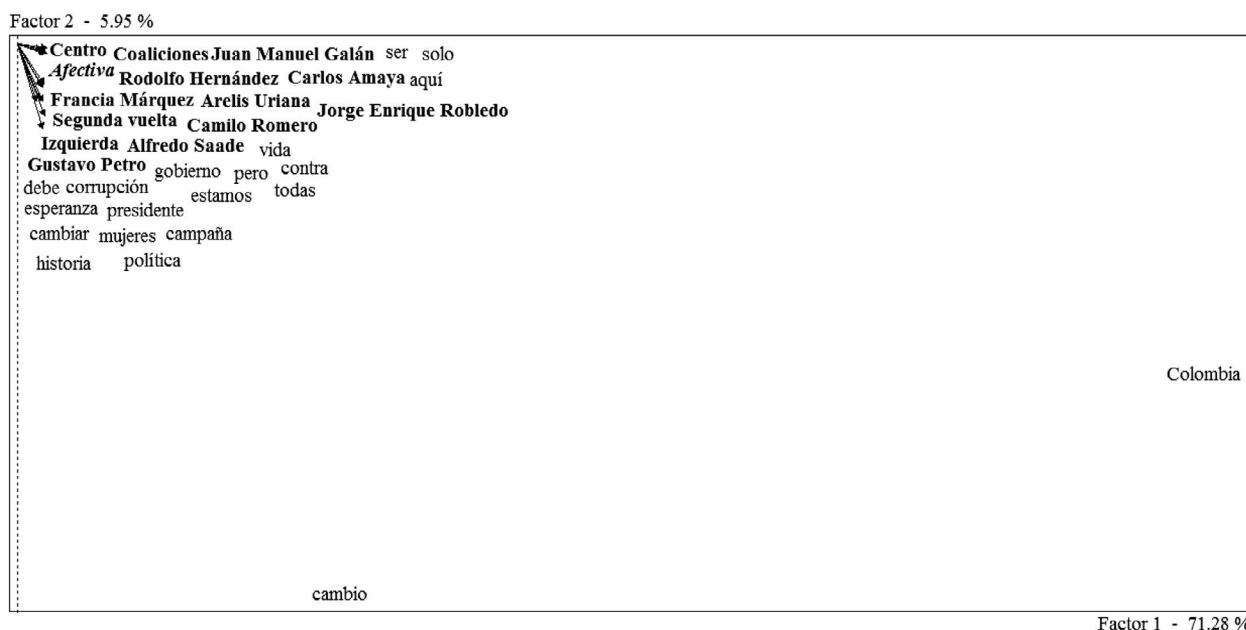 Factor 2 - 5.95 %
Centro Coaliciones Juan Manuel Galán ser solo
Afectiva Rodolfo Hernández Carlos Amaya aquí
Francia Márquez Arelis Uriana Jorge Enrique Robledo
Segunda vuelta Camilo Romero
Izquierda Alfredo Saade vida
Gustavo Petro gobierno pero contra
debe corrupción estamos todas
esperanza presidente
cambiar mujeres campaña
historia política
Colombia
cambio
Factor 1 - 71.28 %